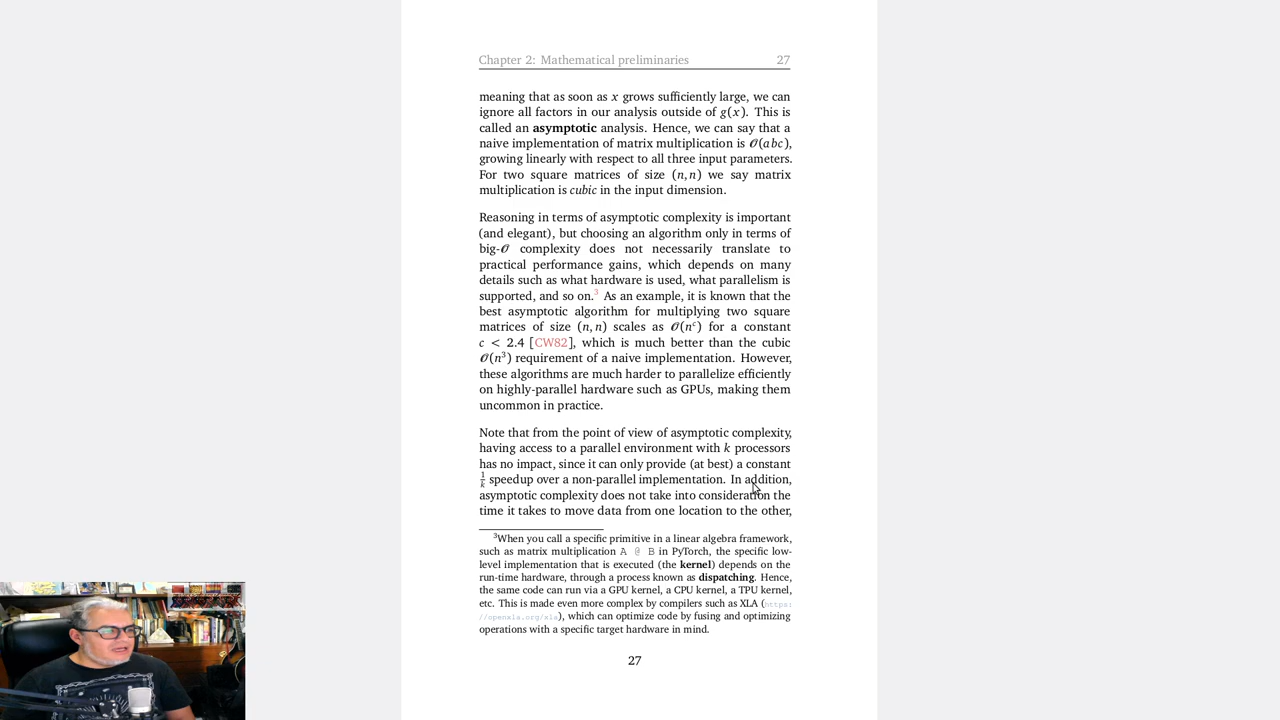 Chapter 2: Mathematical preliminaries 27
meaning that as soon as x grows sufficiently large, we can
ignore all factors in our analysis outside of g(x). This is
called an asymptotic analysis. Hence, we can say that a
naive implementation of matrix multiplication is 𝒪(abc),
growing linearly with respect to all three input parameters.
For two square matrices of size (n, n) we say matrix
multiplication is cubic in the input dimension.
Reasoning in terms of asymptotic complexity is important
(and elegant), but choosing an algorithm only in terms of
big-𝒪 complexity does not necessarily translate to
practical performance gains, which depends on many
details such as what hardware is used, what parallelism is
supported, and so on.³ As an example, it is known that the
best asymptotic algorithm for multiplying two square
matrices of size (n, n) scales as 𝒪(nᶜ) for a constant
c < 2.4 [CW82], which is much better than the cubic
𝒪(n³) requirement of a naive implementation. However,
these algorithms are much harder to parallelize efficiently
on highly-parallel hardware such as GPUs, making them
uncommon in practice.
Note that from the point of view of asymptotic complexity,
having access to a parallel environment with k processors
has no impact, since it can only provide (at best) a constant
1/k speedup over a non-parallel implementation. In addition,
asymptotic complexity does not take into consideration the
time it takes to move data from one location to the other,
³When you call a specific primitive in a linear algebra framework,
such as matrix multiplication A @ B in PyTorch, the specific low-
level implementation that is executed (the kernel) depends on the
run-time hardware, through a process known as dispatching. Hence,
the same code can run via a GPU kernel, a CPU kernel, a TPU kernel,
etc. This is made even more complex by compilers such as XLA (https:
//openxla.org/xla), which can optimize code by fusing and optimizing
operations with a specific target hardware in mind.
27